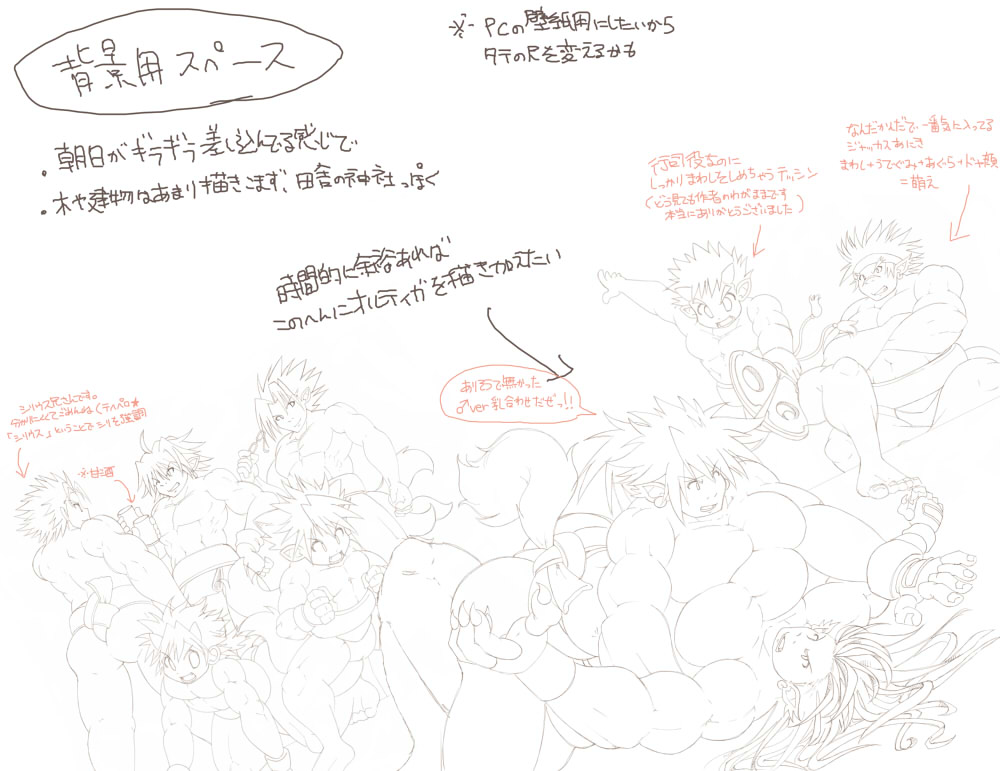 背景用スペース
※PCの壁紙用にしたいから
タテの尺を変えるかも
・朝日がギラギラ差し込んでる感じで
・木や建物はあまり描きこまず、田舎の神社っぽく
時間的に余裕あれば
このへんにオルティガを描き加えたい
行司役なのに
しっかりまわしをしめちゃうテッシン
(どう見ても作者のわがままです
本当にありがとうございました)
なんだかんだで、一番気に入ってる
ジャッカスあにき
まわし+うでぐみ+あぐら+ドヤ顔
=萌え
あり そうで無かった
♂ver乳合わせだぜっ!!
シリウス兄さんです。
分かりにくくてごめんね(テヘペロ★
「シリウス」ということでシリを強調
※甘酒